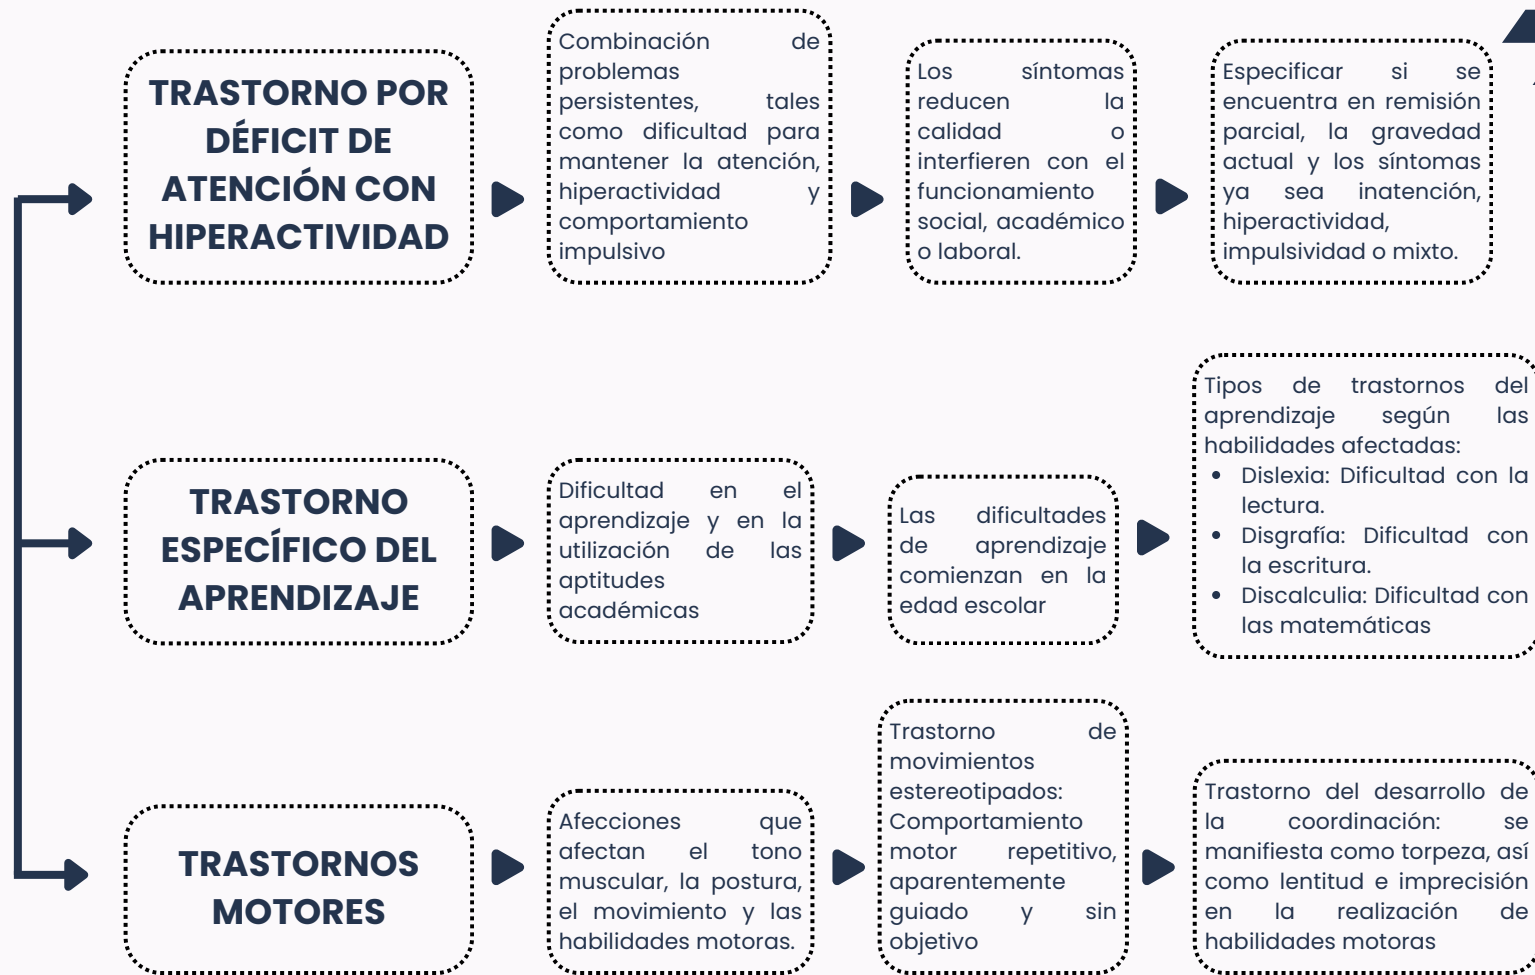 TRASTORNO POR
DÉFICIT DE
ATENCIÓN CON
HIPERACTIVIDAD
Combinación de
problemas
persistentes, tales
como dificultad para
mantener la atención,
hiperactividad y
comportamiento
impulsivo
Los síntomas
reducen la
calidad o
interfieren con el
funcionamiento
social, académico
o laboral.
Especificar si se
encuentra en remisión
parcial, la gravedad
actual y los síntomas
ya sea inatención,
hiperactividad,
impulsividad o mixto.
TRASTORNO
ESPECÍFICO DEL
APRENDIZAJE
Dificultad en el
aprendizaje y en la
utilización de las
aptitudes
académicas
Las dificultades
de aprendizaje
comienzan en la
edad escolar
Tipos de trastornos del
aprendizaje según las
habilidades afectadas:
• Dislexia: Dificultad con la
lectura.
• Disgrafía: Dificultad con
la escritura.
• Discalculia: Dificultad con
las matemáticas
TRASTORNOS
MOTORES
Afecciones que
afectan el tono
muscular, la postura,
el movimiento y las
habilidades motoras.
Trastorno de
movimientos
estereotipados:
Comportamiento
motor repetitivo,
aparentemente
guiado y sin
objetivo
Trastorno del desarrollo de
la coordinación: se
manifiesta como torpeza, así
como lentitud e imprecisión
en la realización de
habilidades motoras